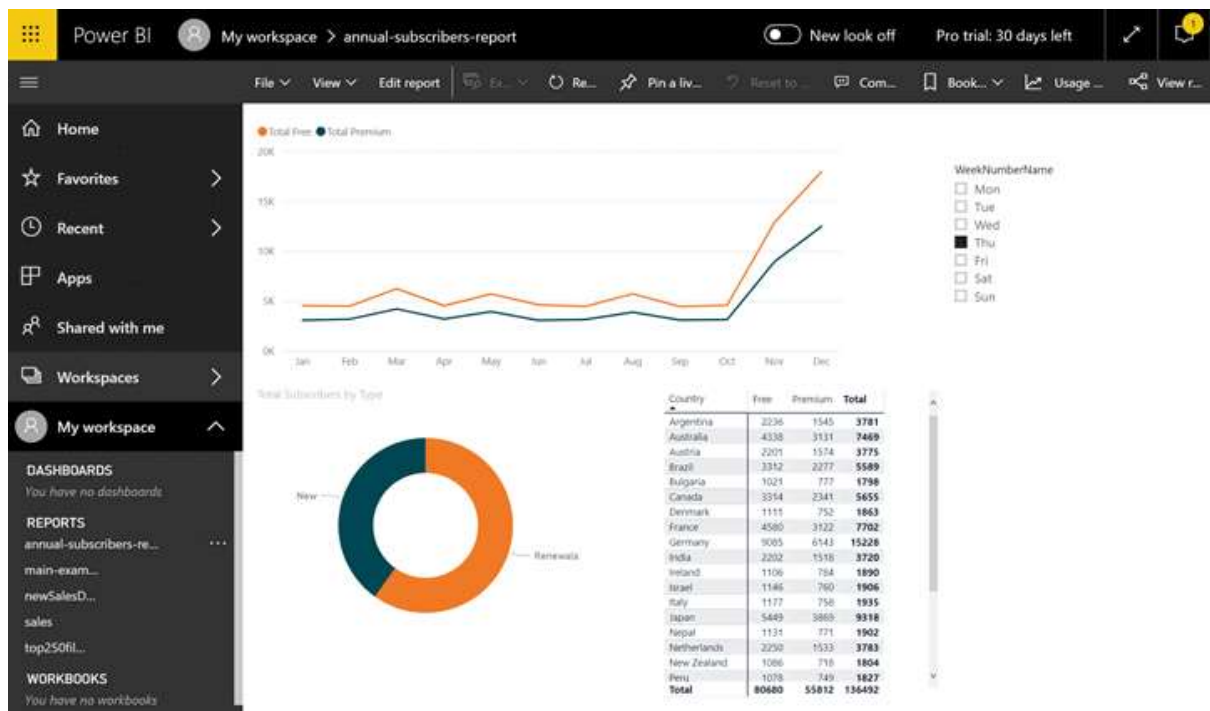 Power BI My workspace > annual-subscribers-report New look off Pro trial: 30 days left 1
File View Edit report Ex... Re... Pin a liv... Reset to ... Com... Book... Usage ... View r...
Home
Favorites
Recent
Apps
Shared with me
Workspaces
My workspace
DASHBOARDS
You have no dashboards
REPORTS
annual-subscribers-re... ...
main-exam...
newSalesD...
sales
top250fil...
WORKBOOKS
You have no workbooks
Total Free Total Premium
20K
15K
10K
5K
0K
Jan Feb Mar Apr May Jun Jul Aug Sep Oct Nov Dec
WeekNumberName
Mon
Tue
Wed
Thu
Fri
Sat
Sun
Total Subscribers by Type
New
Renewals
Country Free Premium Total
Argentina 2236 1545 3781
Australia 4338 3131 7469
Austria 2201 1574 3775
Brazil 3312 2277 5589
Bulgaria 1021 777 1798
Canada 3314 2341 5655
Denmark 1111 752 1863
France 4580 3122 7702
Germany 9085 6143 15228
India 2202 1518 3720
Ireland 1106 784 1890
Israel 1146 760 1906
Italy 1177 758 1935
Japan 5449 3869 9318
Nepal 1131 771 1902
Netherlands 2250 1533 3783
New Zealand 1086 718 1804
Peru 1078 749 1827
Total 80680 55812 136492